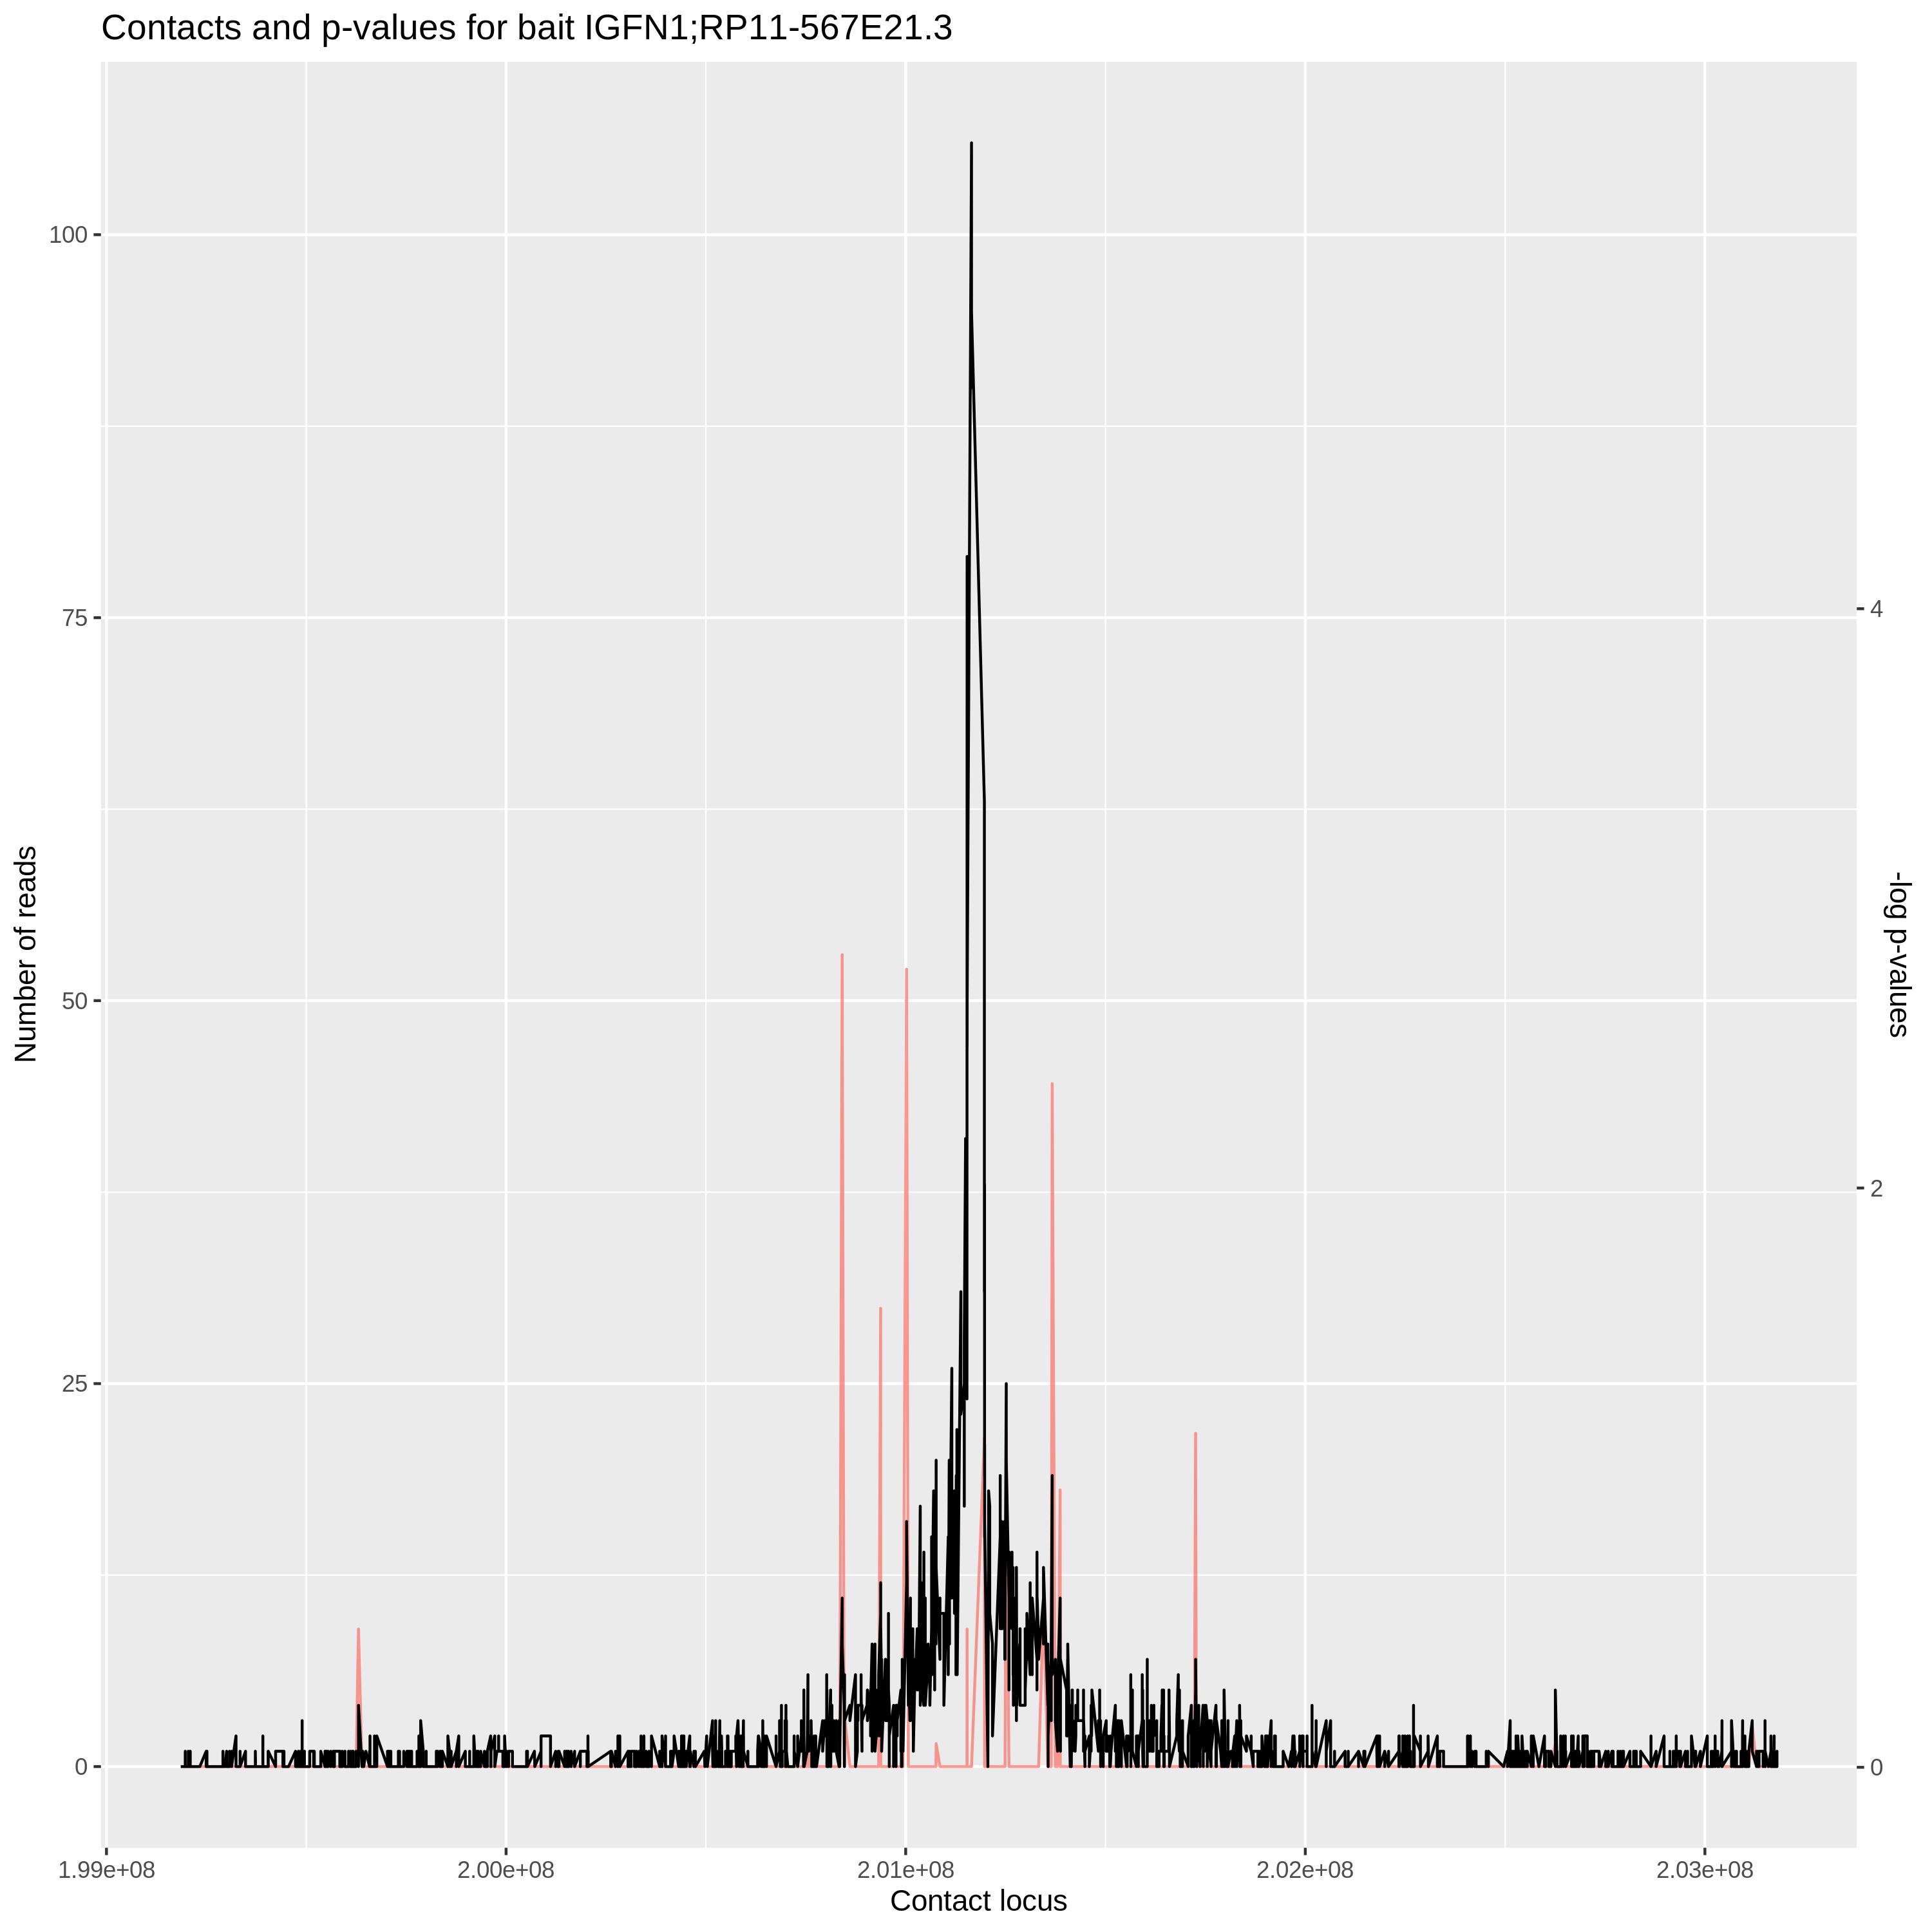 Contacts and p-values for bait IGFN1;RP11-567E21.3
100
75
50
25
0
Number of reads
4
2
0
-log p-values
1.99e+08
2.00e+08
2.01e+08
2.02e+08
2.03e+08
Contact locus